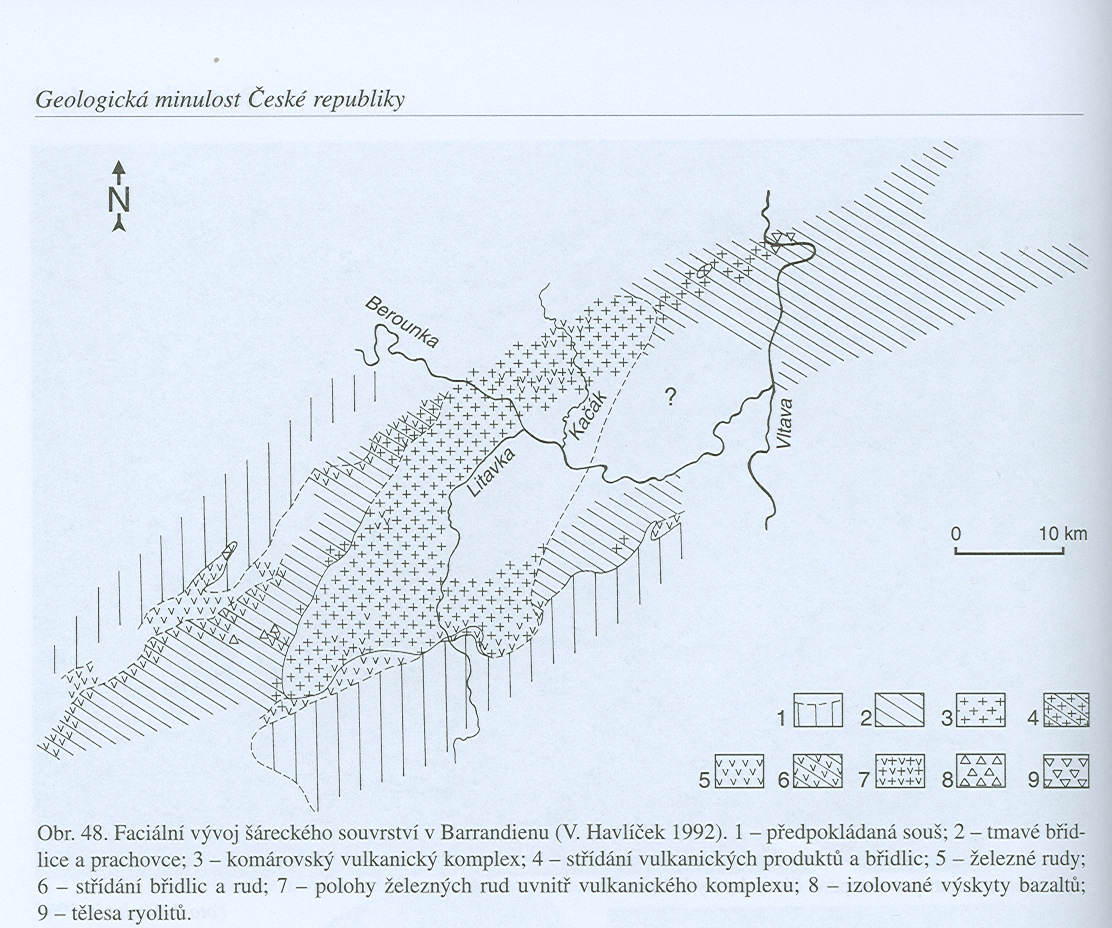 Geologická minulost České republiky
N
Berounka
Kačák
?
Vltava
Litavka
0 10 km
1
2
3
4
5
6
7
8
9
Obr. 48. Faciální vývoj šáreckého souvrství v Barrandienu (V. Havlíček 1992). 1 – předpokládaná souš; 2 – tmavé břid-
lice a prachovce; 3 – komárovský vulkanický komplex; 4 – střídání vulkanických produktů a břidlic; 5 – železné rudy;
6 – střídání břidlic a rud; 7 – polohy železných rud uvnitř vulkanického komplexu; 8 – izolované výskyty bazaltů;
9 – tělesa ryolitů.